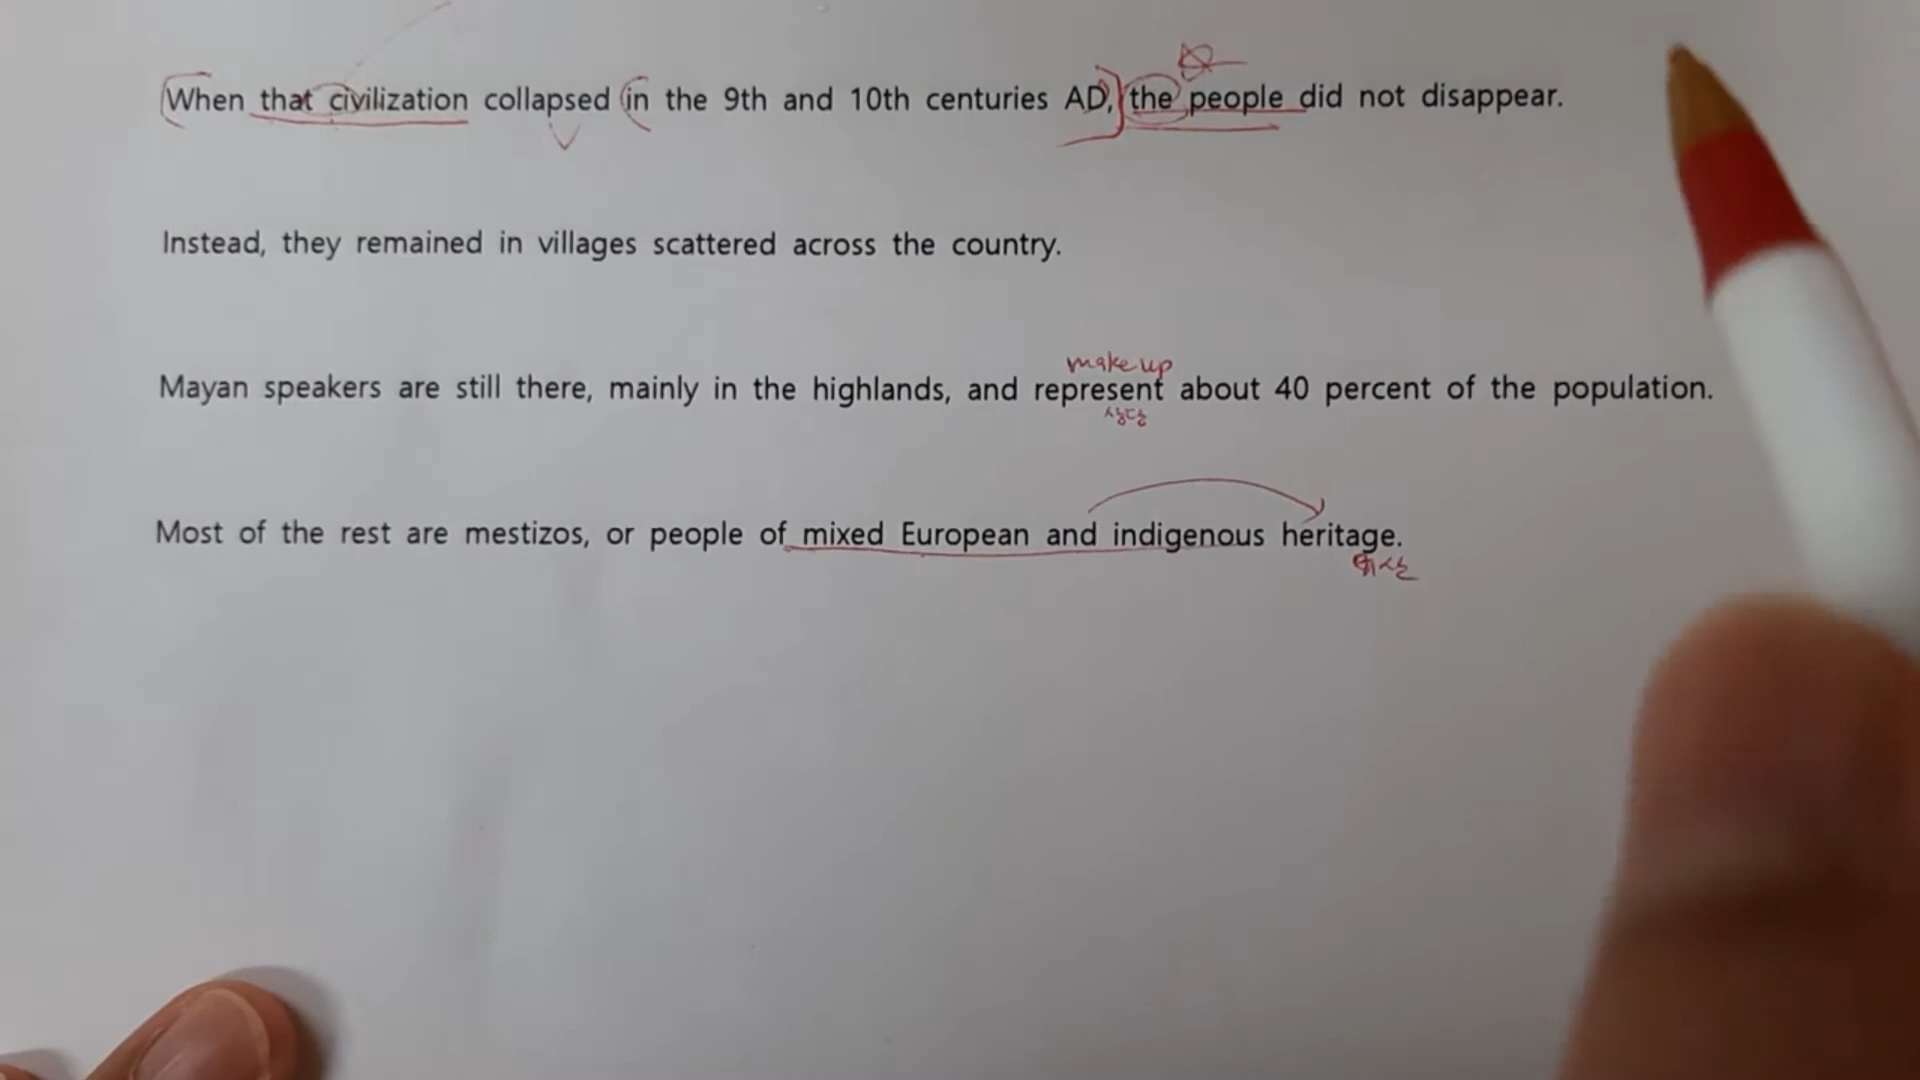 When that civilization collapsed in the 9th and 10th centuries AD, the people did not disappear.
Instead, they remained in villages scattered across the country.
make up
Mayan speakers are still there, mainly in the highlands, and represent about 40 percent of the population.
상당
Most of the rest are mestizos, or people of mixed European and indigenous heritage.